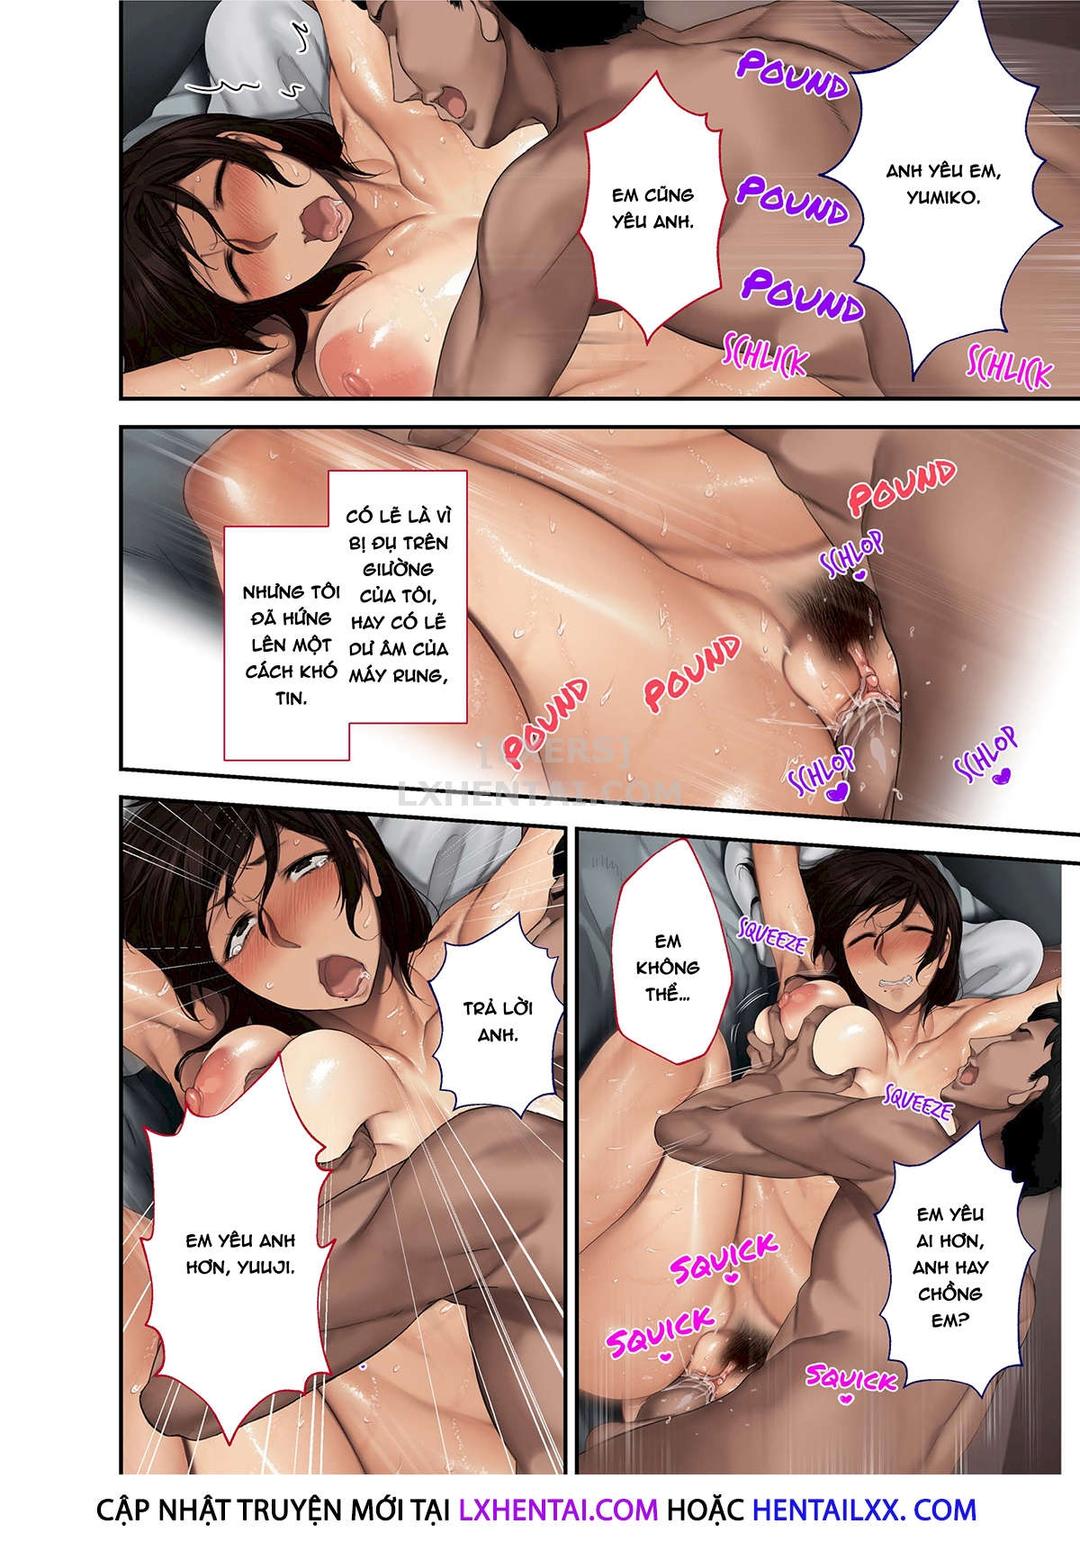 POUND
ANH YÊU EM,
YUMIKO.
EM CŨNG
YÊU ANH.
POUND
POUND
SCHLICK
SCHLICK
POUND
SCHLOP
CÓ LẼ LÀ VÌ
BỊ ĐỤ TRÊN
GIƯỜNG
CỦA TÔI,
HAY CÓ LẼ
DƯ ÂM CỦA
MÁY RUNG,
NHƯNG TÔI
ĐÃ HỨNG
LÊN MỘT
CÁCH KHÓ
TIN.
POUND
POUND
SCHLOP
SCHLOP
LXHENTAI.COM
EM
KHÔNG
THỂ...
SQUEEZE
SQUEEZE
EM YÊU
AI HƠN,
ANH HAY
CHỒNG
EM?
SQUICK
SQUICK
SQUICK
TRẢ LỜI
ANH.
EM YÊU ANH
HƠN, YUUJI.
CẬP NHẬT TRUYỆN MỚI TẠI LXHENTAI.COM HOẶC HENTAILXX. COM